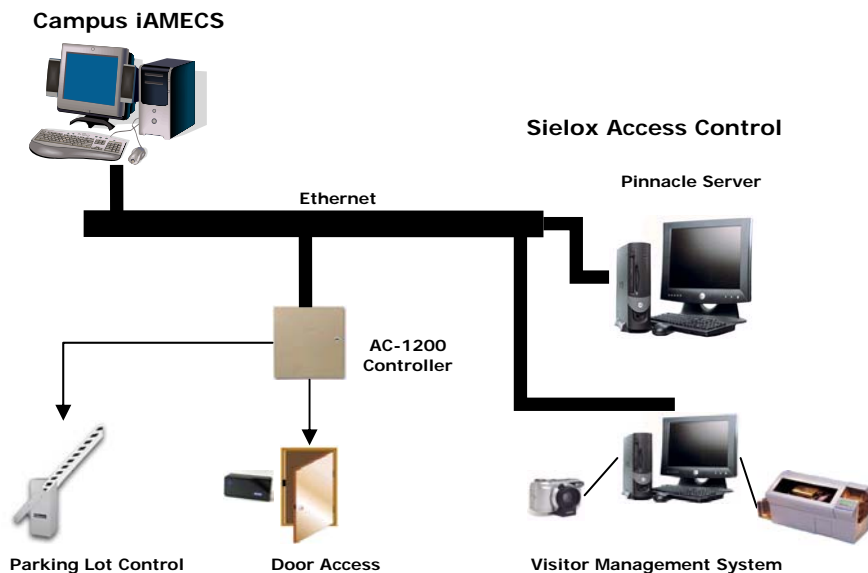 Campus iAMECS
Sielox Access Control
Pinnacle Server
Ethernet
AC-1200
Controller
Parking Lot Control
Door Access
Visitor Management System